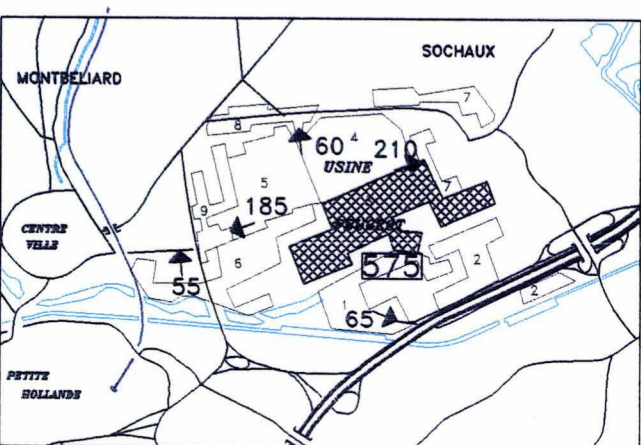 SOCHAUX
MONTBELIARD
7
8
60
4
210
USINE
7
5
9
185
PEUGEOT
CENTRE
VILLE
6
2
575
55
2
1
65
PETITE
HOLLANDE